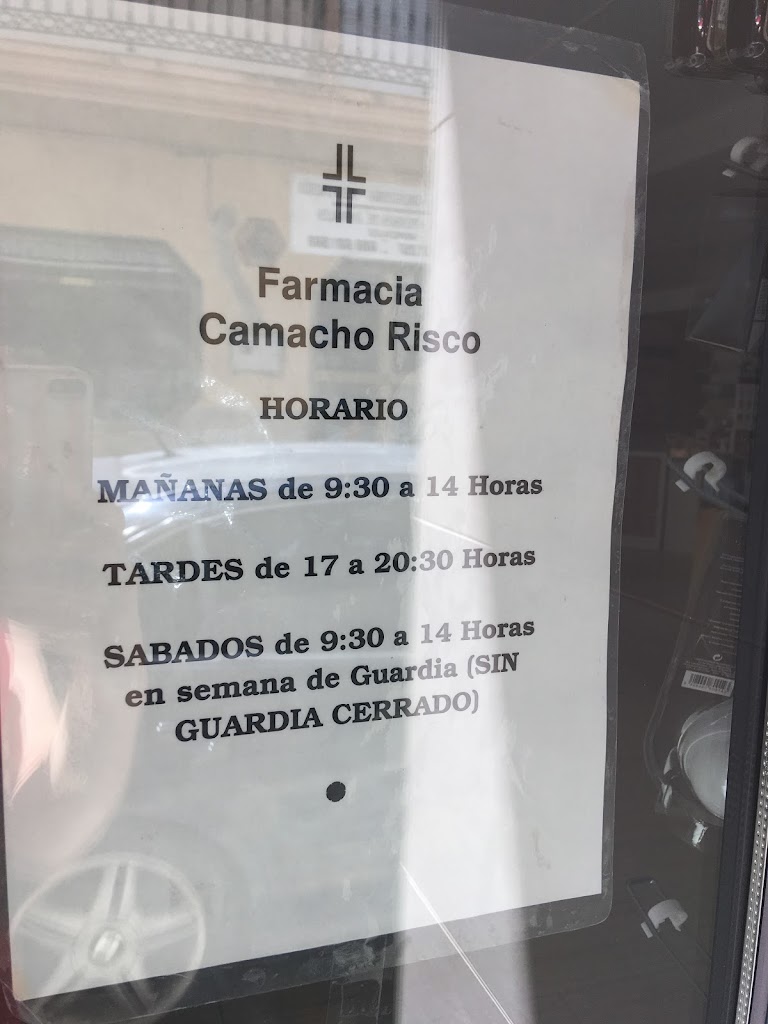 Farmacia
Camacho Risco
HORARIO
MAÑANAS de 9:30 a 14 Horas
TARDES de 17 a 20:30 Horas
SABADOS de 9:30 a 14 Horas
en semana de Guardia (SIN
GUARDIA CERRADO)